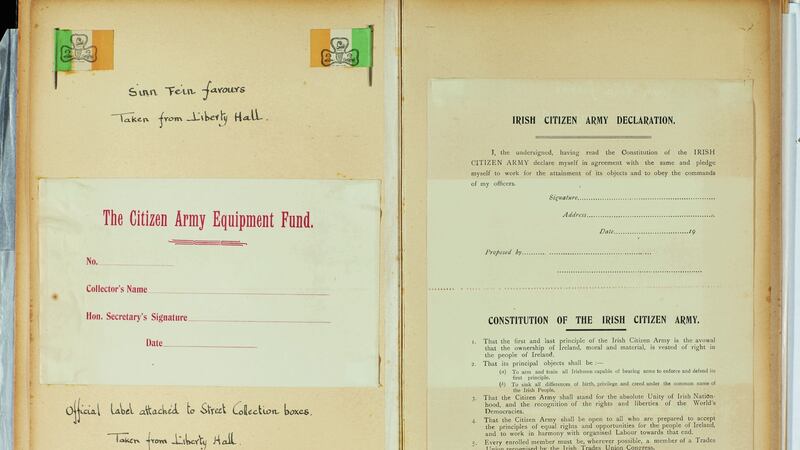 Sinn Fein favours
Taken from Liberty Hall.
The Citizen Army Equipment Fund.
No.
Collector's Name
Hon. Secretary's Signature
Date
Official label attached to Street Collection boxes.
Taken from Liberty Hall.
IRISH CITIZEN ARMY DECLARATION.
I, the undersigned, having read the Constitution of the IRISH
CITIZEN ARMY declare myself in agreement with the same and pledge
myself to work for the attainment of its objects and to obey the commands
of my officers.
Signature
Address
Date 19
Proposed by
CONSTITUTION OF THE IRISH CITIZEN ARMY.
1. That the first and last principle of the Irish Citizen Army is the avowal
that the ownership of Ireland, moral and material, is vested of right in
the people of Ireland.
2. That its principal objects shall be :—
(a) To arm and train all Irishmen capable of bearing arms to enforce and defend its
first principle.
(b) To sink all differences of birth, privilege and creed under the common name of
the Irish People.
3. That the Citizen Army shall stand for the absolute Unity of Irish Nation-
hood, and the recognition of the rights and liberties of the World's
Democracies.
4. That the Citizen Army shall be open to all who are prepared to accept
the principles of equal rights and opportunities for the people of Ireland,
and to work in harmony with organised Labour towards that end.
5. Every enrolled member must be, wherever possible, a member of a Trades
Union recognised by the Irish Trades Union Congress.